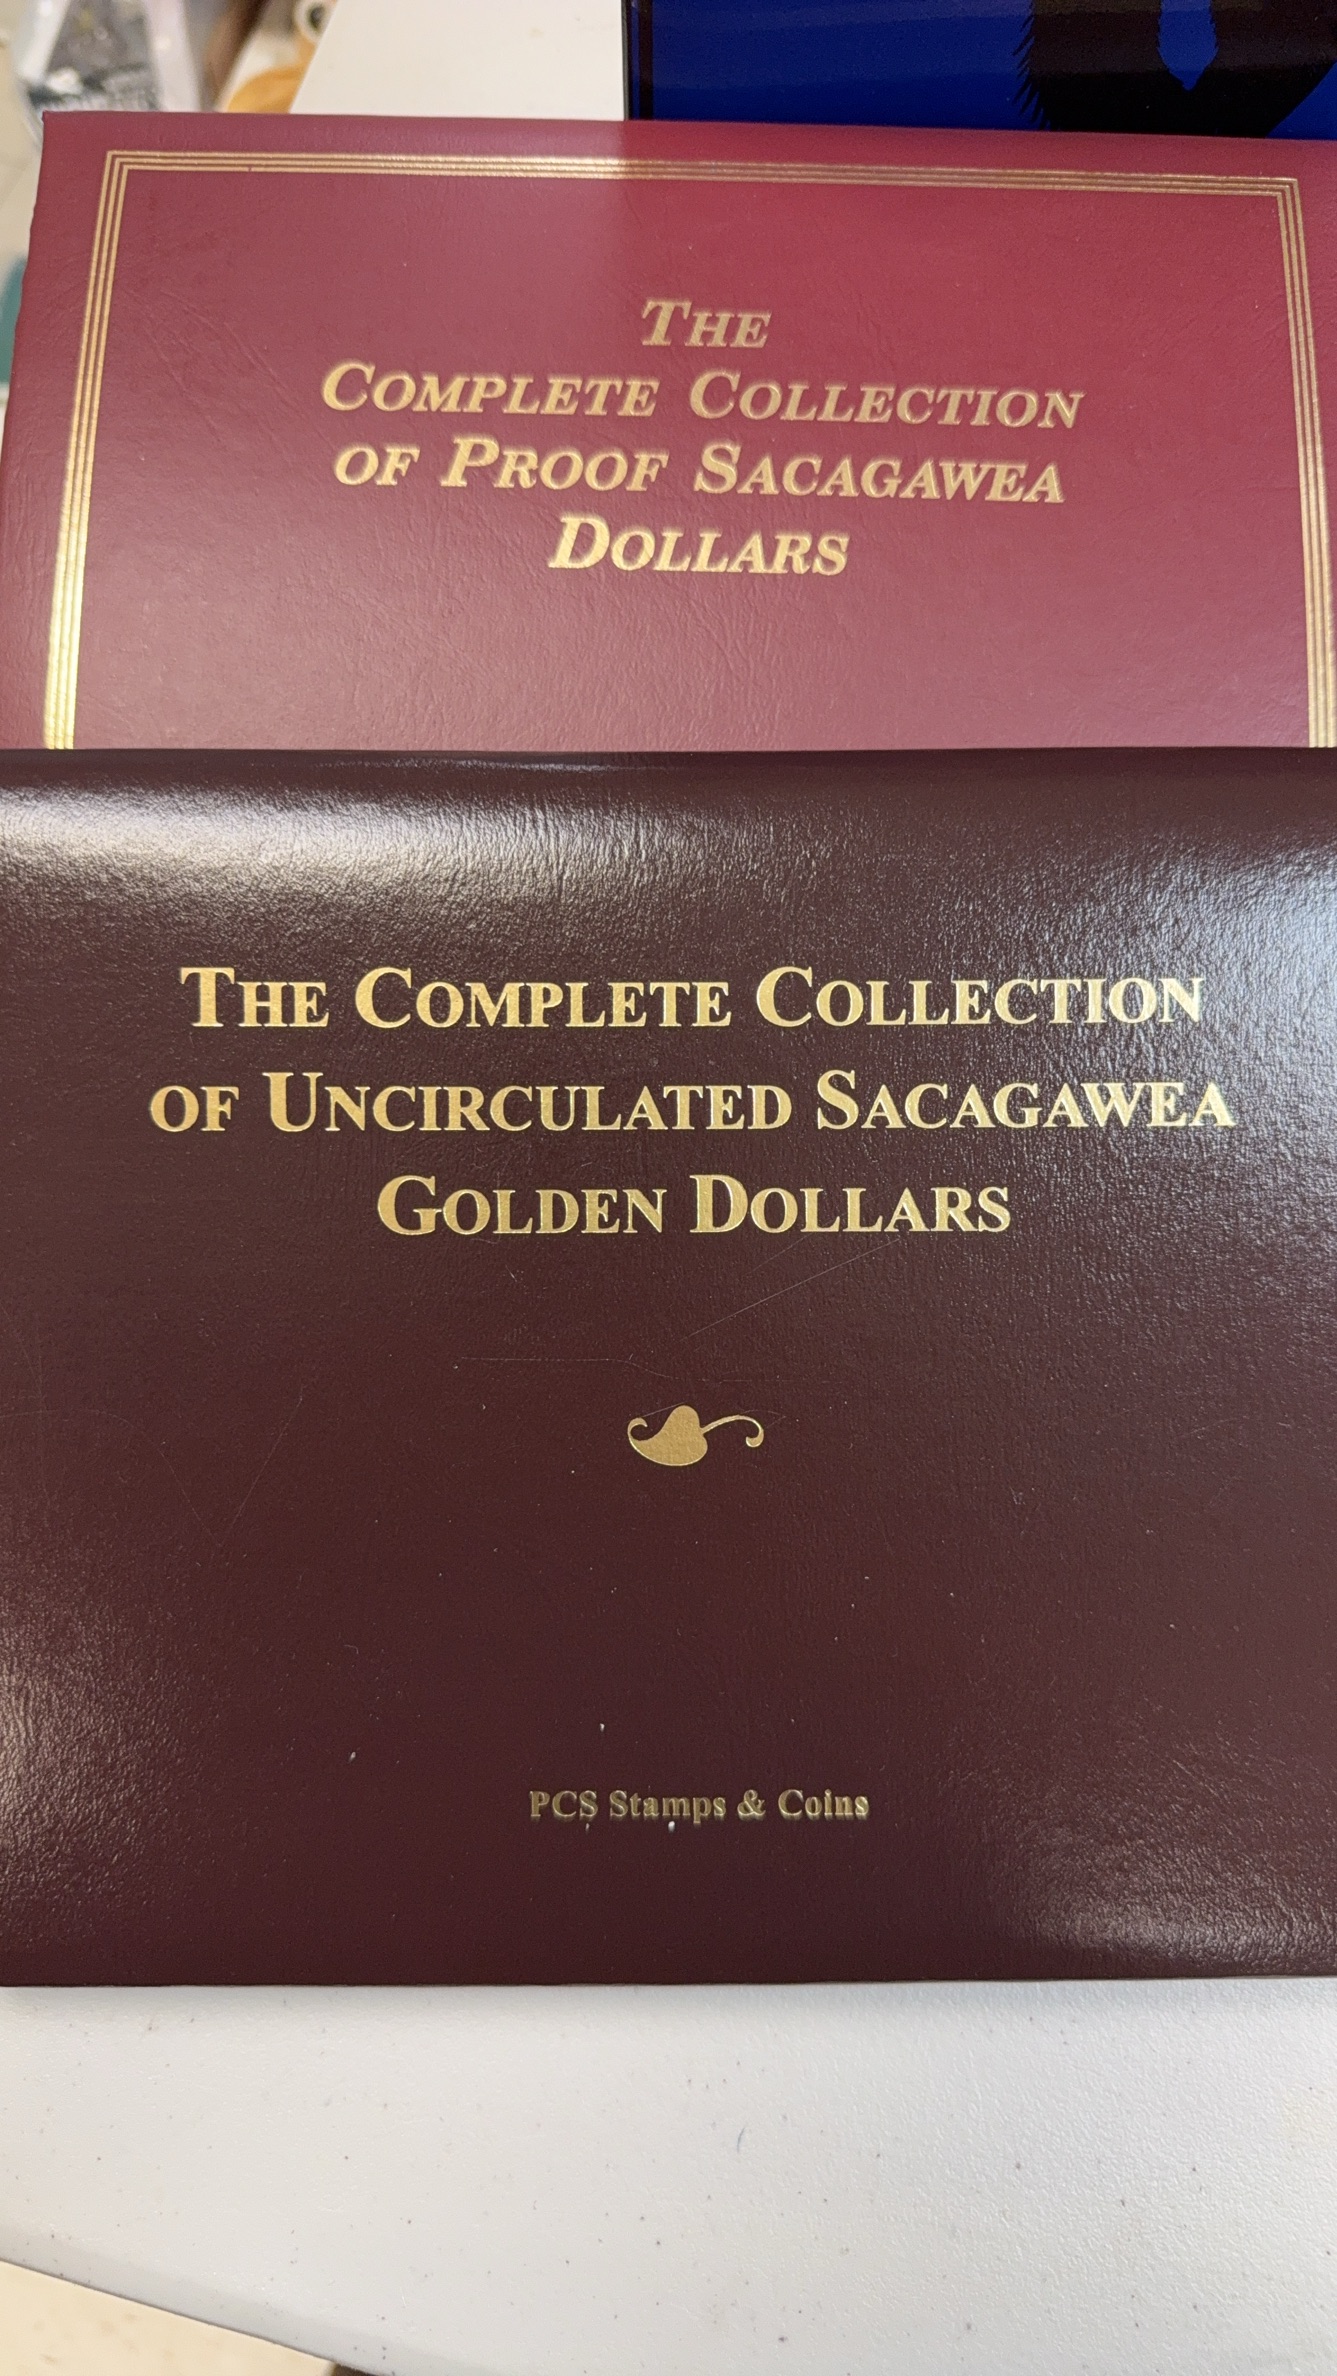 THE
COMPLETE COLLECTION
OF PROOF SACAGAWEA
DOLLARS
THE COMPLETE COLLECTION
OF UNCIRCULATED SACAGAWEA
GOLDEN DOLLARS
PCS Stamps & Coins